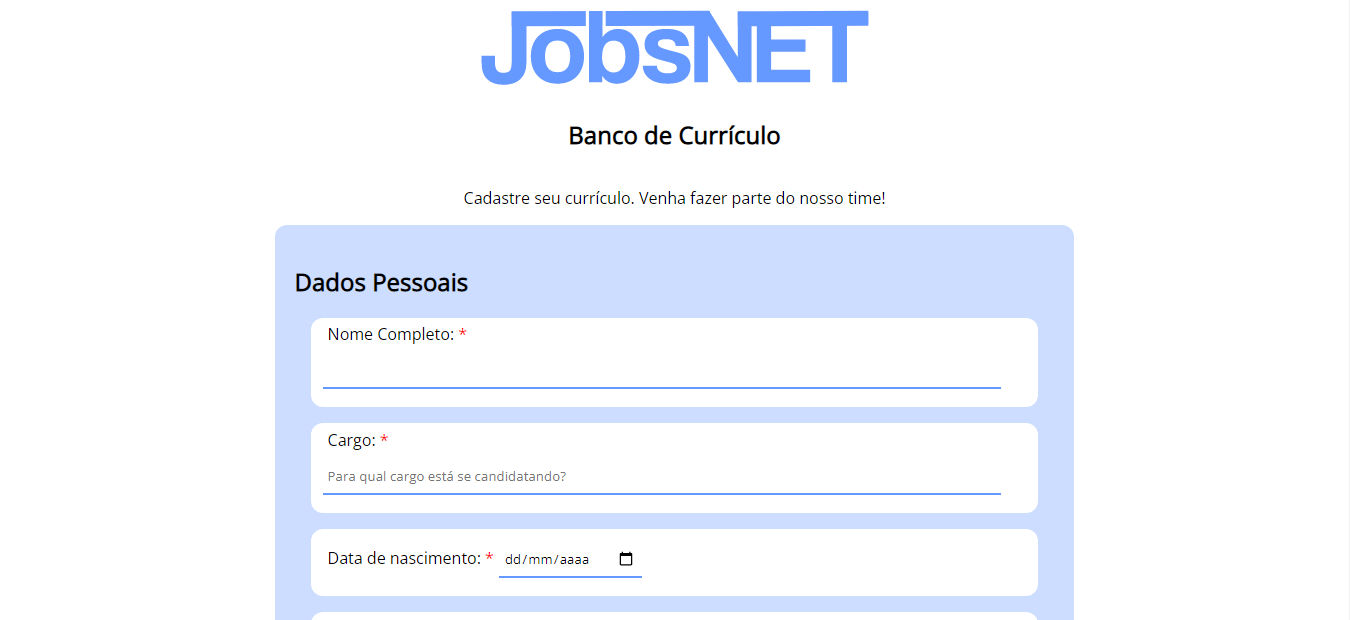 JobsNET
Banco de Currículo
Cadastre seu currículo. Venha fazer parte do nosso time!
Dados Pessoais
Nome Completo: *
Cargo: *
Para qual cargo está se candidatando?
Data de nascimento: * dd/mm/aaaa